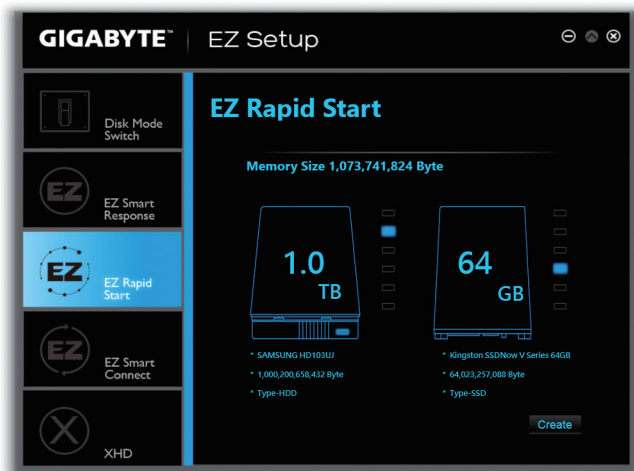 GIGABYTE™ EZ Setup
Disk Mode
Switch
EZ
EZ Smart
Response
EZ
EZ Rapid
Start
EZ
EZ Smart
Connect
X
XHD
EZ Rapid Start
Memory Size 1,073,741,824 Byte
1.0
TB
* SAMSUNG HD103UJ
* 1,000,200,658,432 Byte
* Type-HDD
64
GB
* Kingston SSDNow V Series 64GB
* 64,023,257,088 Byte
* Type-SSD
Create